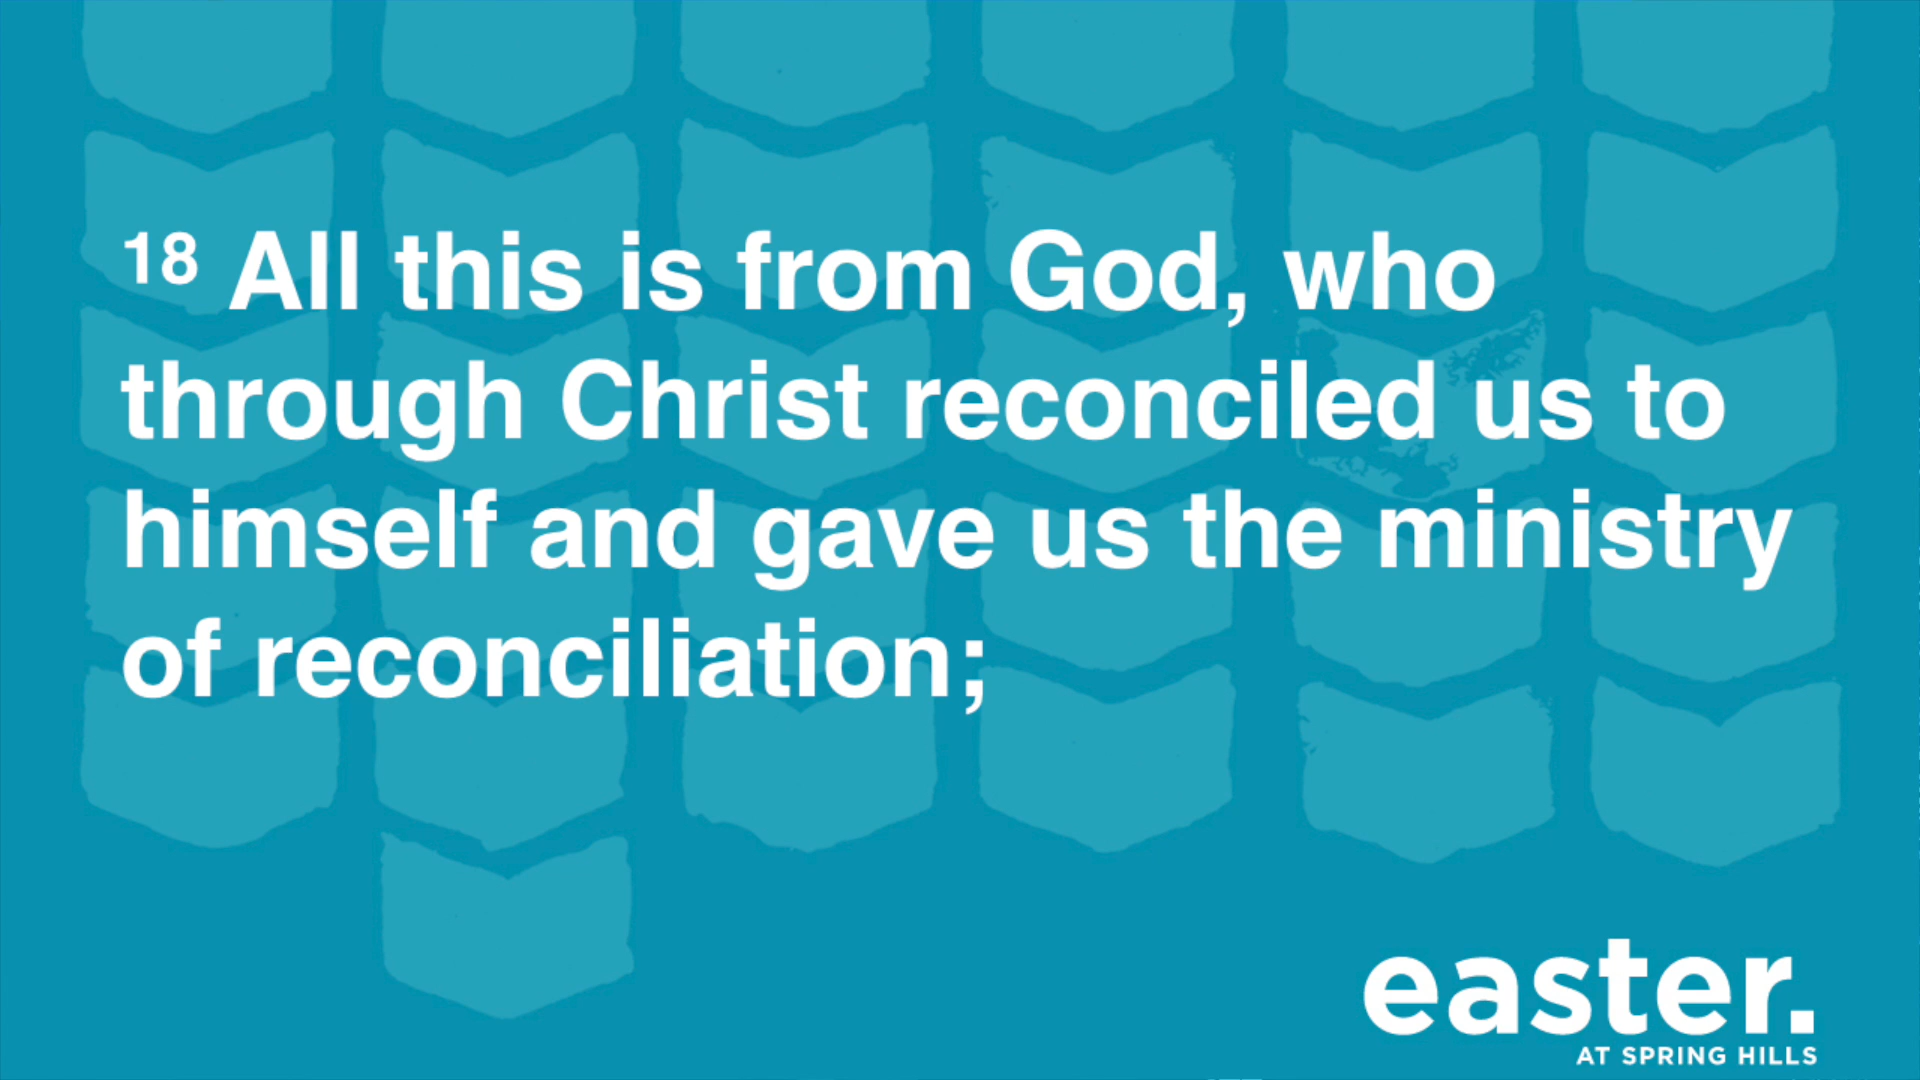 18 All this is from God, who
through Christ reconciled us to
himself and gave us the ministry
of reconciliation;
easter.
AT SPRING HILLS